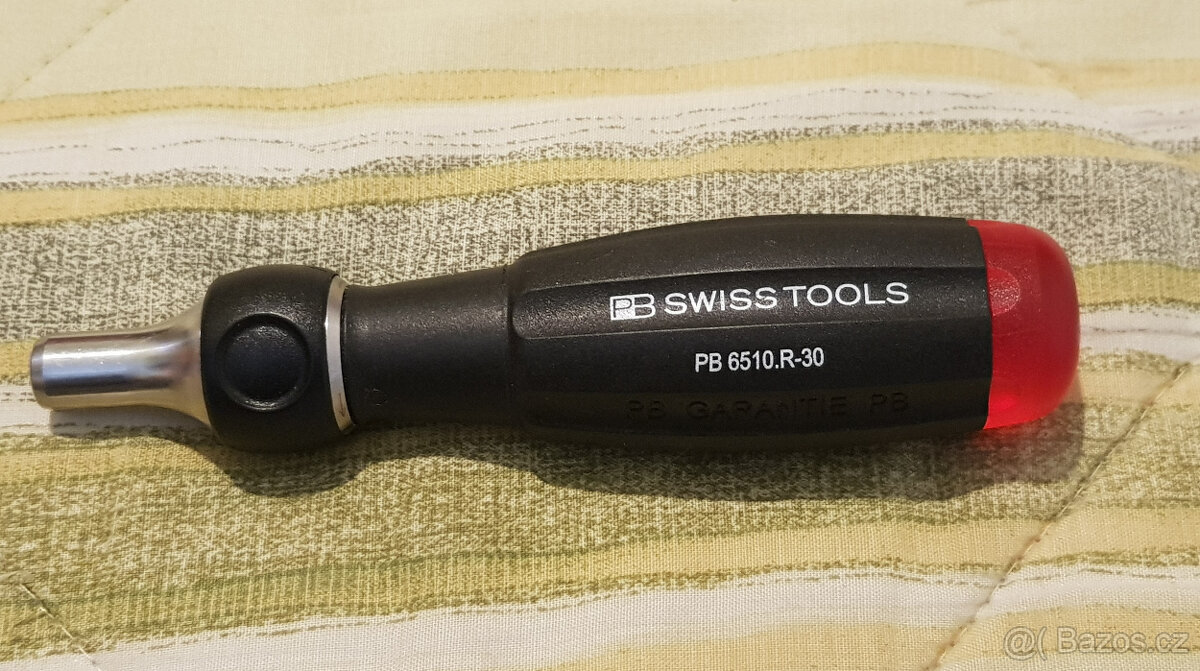 PB SWISS TOOLS
PB 6510.R-30
PB GARANTIE PB
@( Bazos.cz